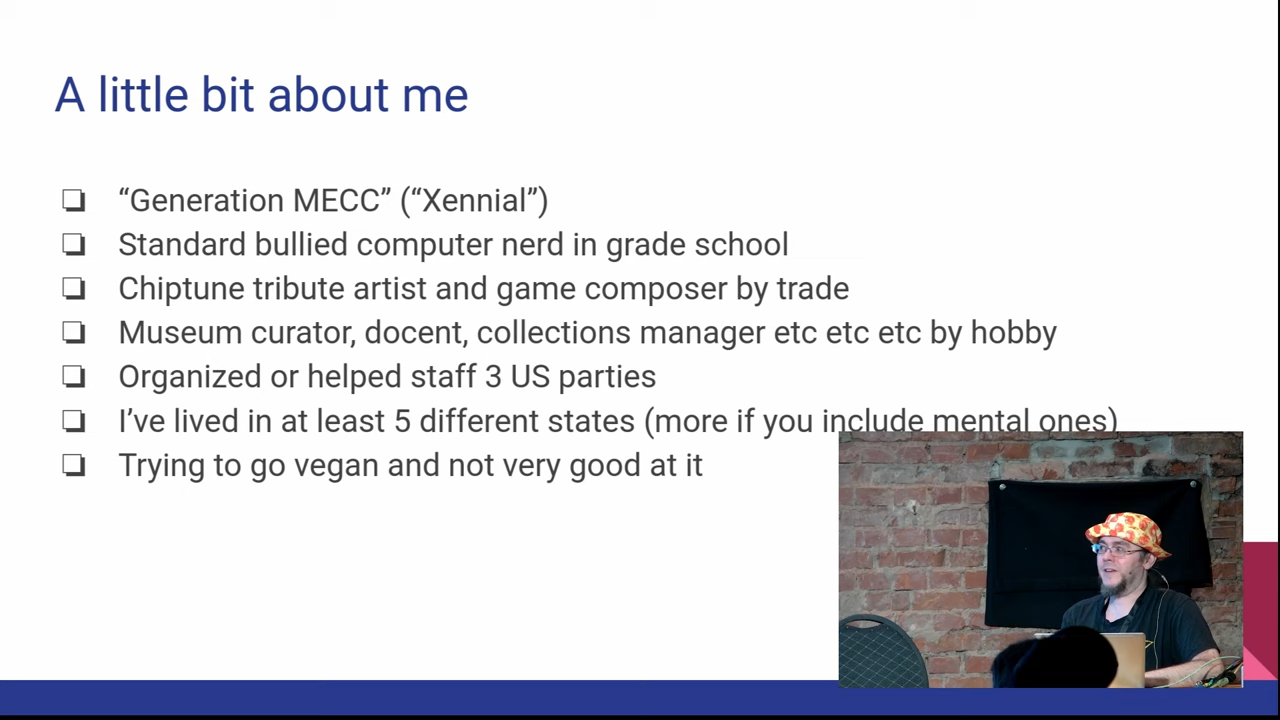 A little bit about me
❏ “Generation MECC” (“Xennial”)
❏ Standard bullied computer nerd in grade school
❏ Chiptune tribute artist and game composer by trade
❏ Museum curator, docent, collections manager etc etc etc by hobby
❏ Organized or helped staff 3 US parties
❏ I’ve lived in at least 5 different states (more if you include mental ones)
❏ Trying to go vegan and not very good at it